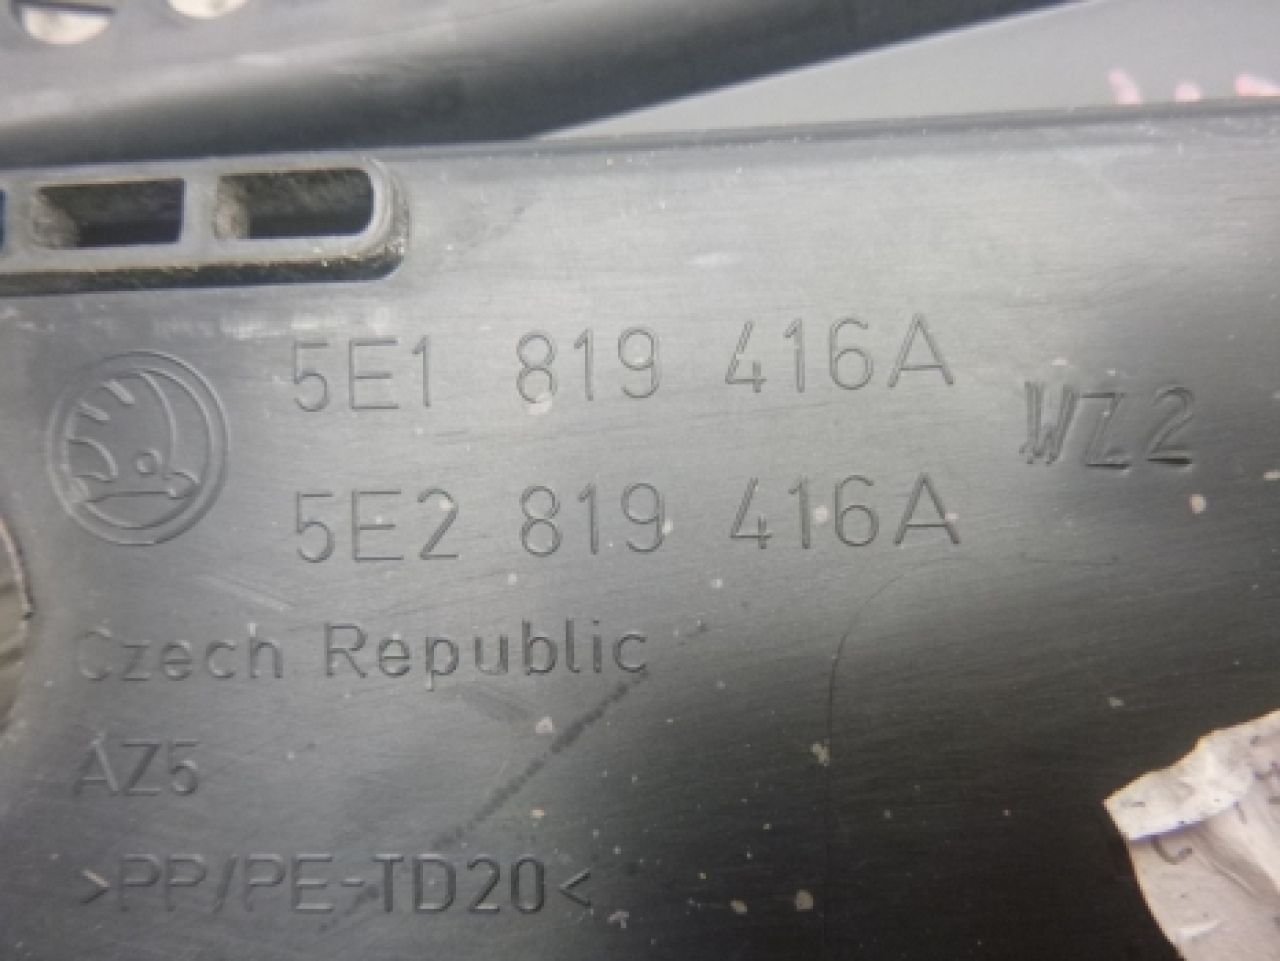 5E1 819 416A
5E2 819 416A
WZ2
Czech Republic
AZ5
>PP/PE-TD20<